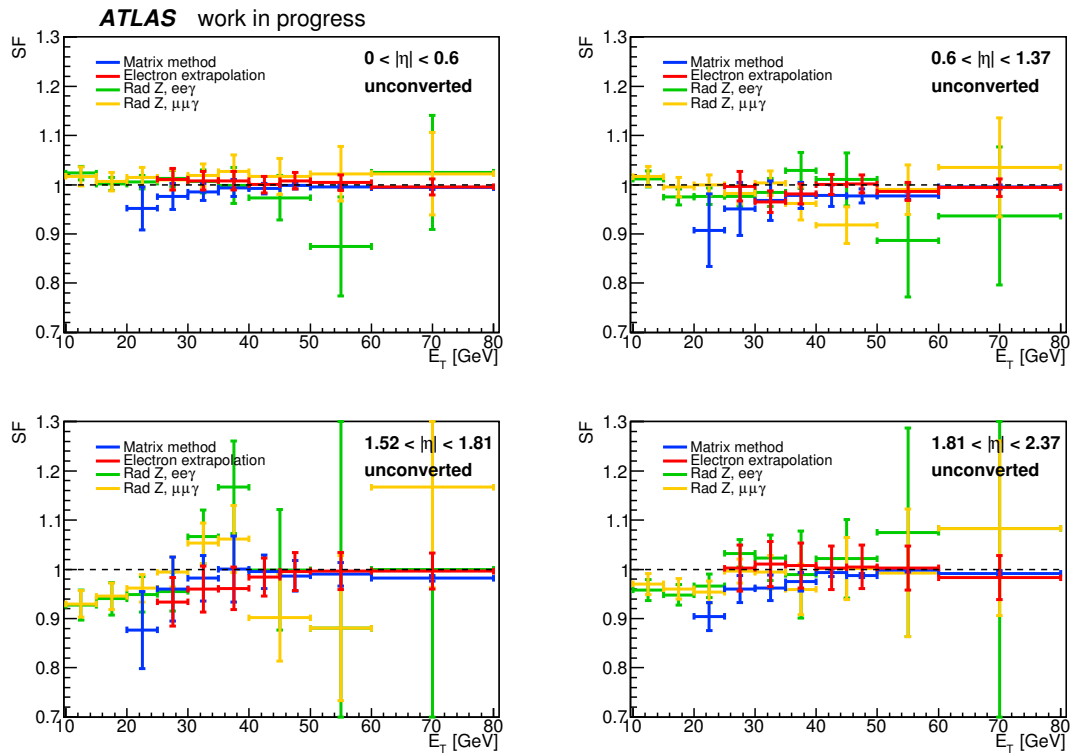 ATLAS work in progress
SF
1.3
1.2
1.1
1
0.9
0.8
0.7
Matrix method
Electron extrapolation
Rad Z, eeγ
Rad Z, μμγ
0 < |η| < 0.6
unconverted
10 20 30 40 50 60 70 80
E_T [GeV]
SF
1.3
1.2
1.1
1
0.9
0.8
0.7
Matrix method
Electron extrapolation
Rad Z, eeγ
Rad Z, μμγ
0.6 < |η| < 1.37
unconverted
10 20 30 40 50 60 70 80
E_T [GeV]
SF
1.3
1.2
1.1
1
0.9
0.8
0.7
Matrix method
Electron extrapolation
Rad Z, eeγ
Rad Z, μμγ
1.52 < |η| < 1.81
unconverted
10 20 30 40 50 60 70 80
E_T [GeV]
SF
1.3
1.2
1.1
1
0.9
0.8
0.7
Matrix method
Electron extrapolation
Rad Z, eeγ
Rad Z, μμγ
1.81 < |η| < 2.37
unconverted
10 20 30 40 50 60 70 80
E_T [GeV]